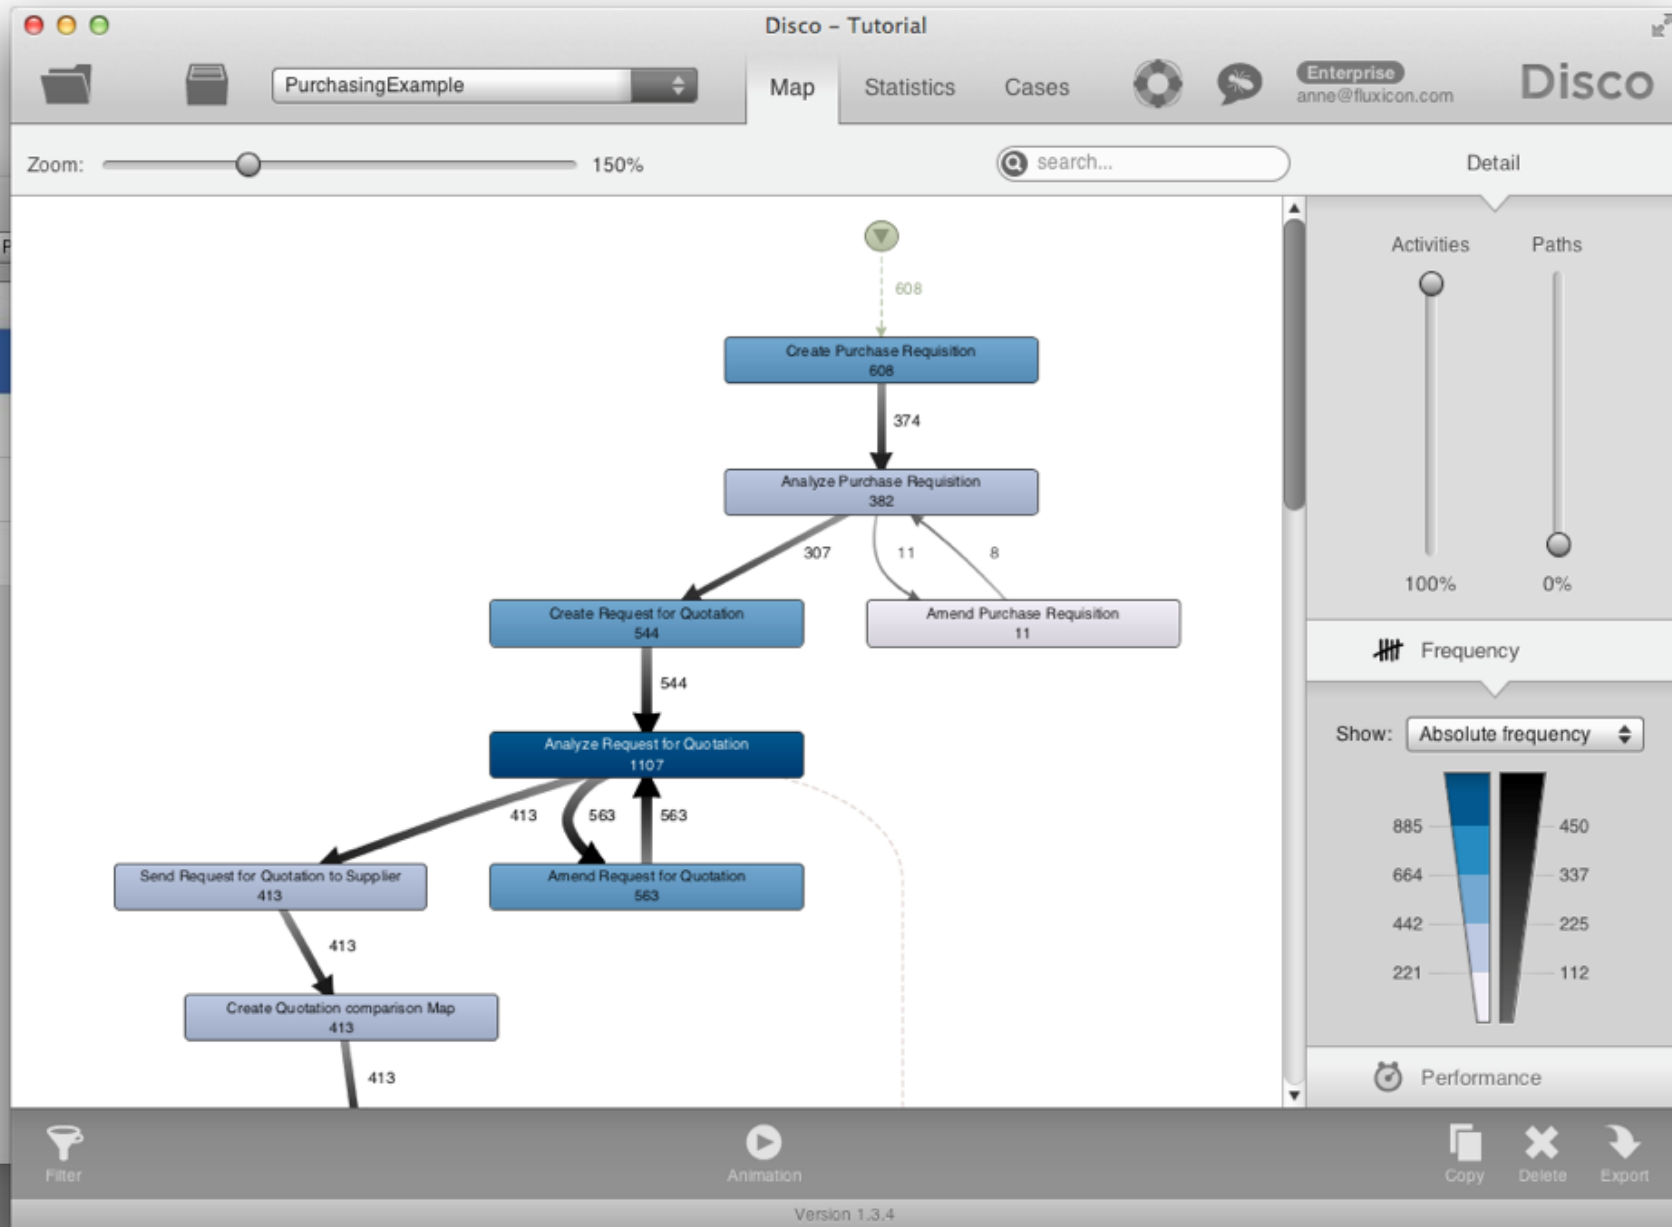 Disco – Tutorial
PurchasingExample
Map
Statistics
Cases
Enterprise
anne@fluxicon.com
Disco
Zoom:
150%
search...
Detail
608
Create Purchase Requisition
608
374
Analyze Purchase Requisition
382
307
11
8
Create Request for Quotation
544
Amend Purchase Requisition
11
544
Analyze Request for Quotation
1107
413
563
563
Send Request for Quotation to Supplier
413
Amend Request for Quotation
563
413
Create Quotation comparison Map
413
413
Activities
Paths
100%
0%
Frequency
Show:
Absolute frequency
885
450
664
337
442
225
221
112
Performance
Filter
Animation
Copy
Delete
Export
Version 1.3.4